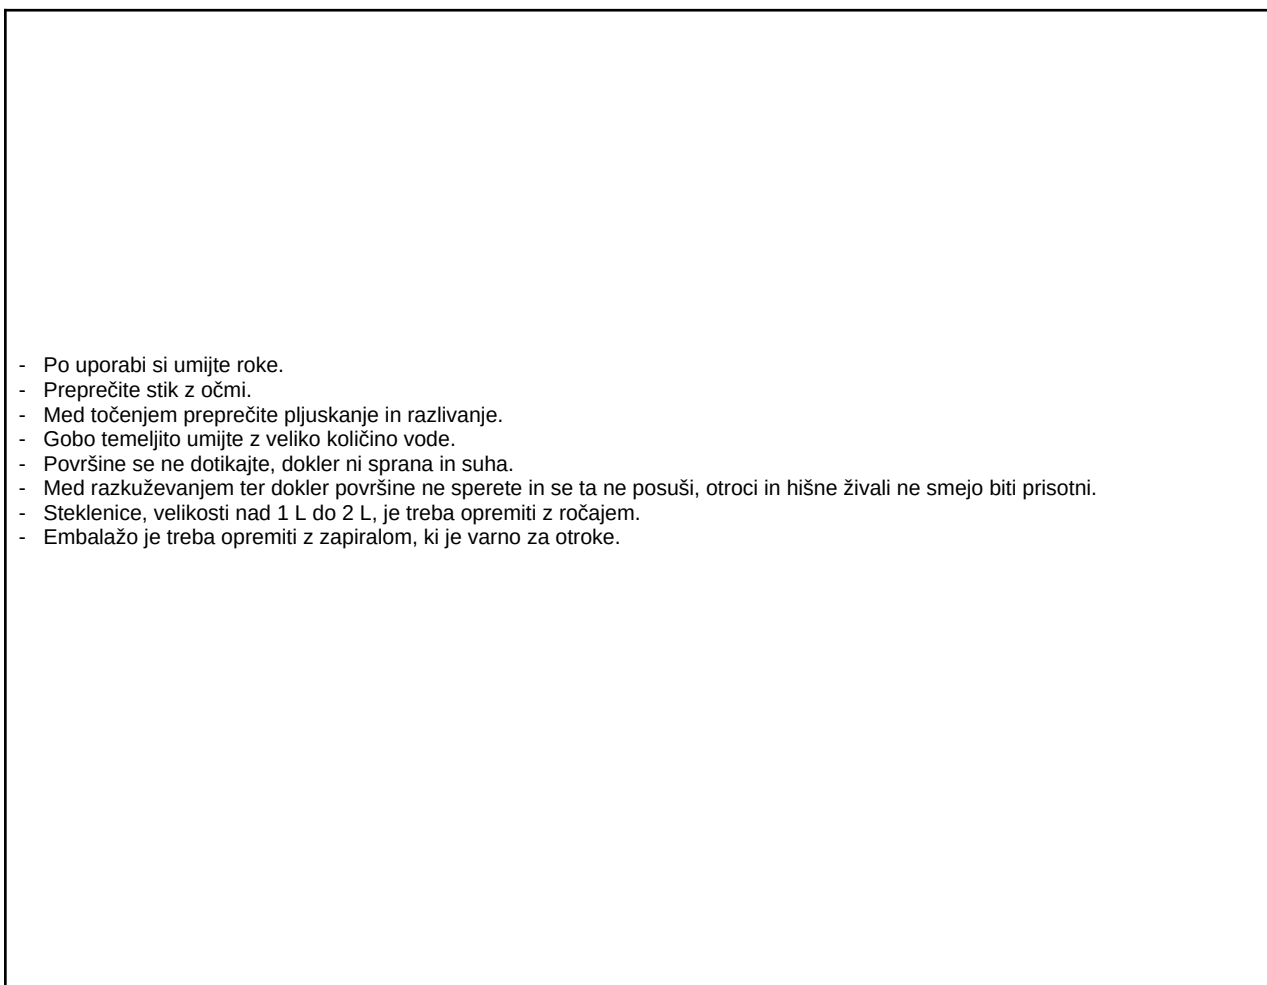 - Po uporabi si umijte roke.
- Preprečite stik z očmi.
- Med točenjem preprečite pljuskanje in razlivanje.
- Gobo temeljito umijte z veliko količino vode.
- Površine se ne dotikajte, dokler ni sprana in suha.
- Med razkuževanjem ter dokler površine ne sperete in se ta ne posuši, otroci in hišne živali ne smejo biti prisotni.
- Steklenice, velikosti nad 1 L do 2 L, je treba opremiti z ročajem.
- Embalažo je treba opremiti z zapiralom, ki je varno za otroke.